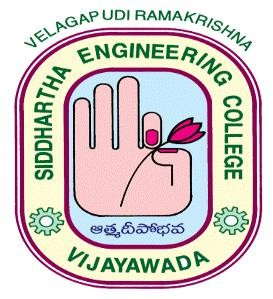 VELAGAPUDI RAMAKRISHNA
SIDDHARTHA ENGINEERING COLLEGE
ఆత్మదీపోభవ
VIJAYAWADA